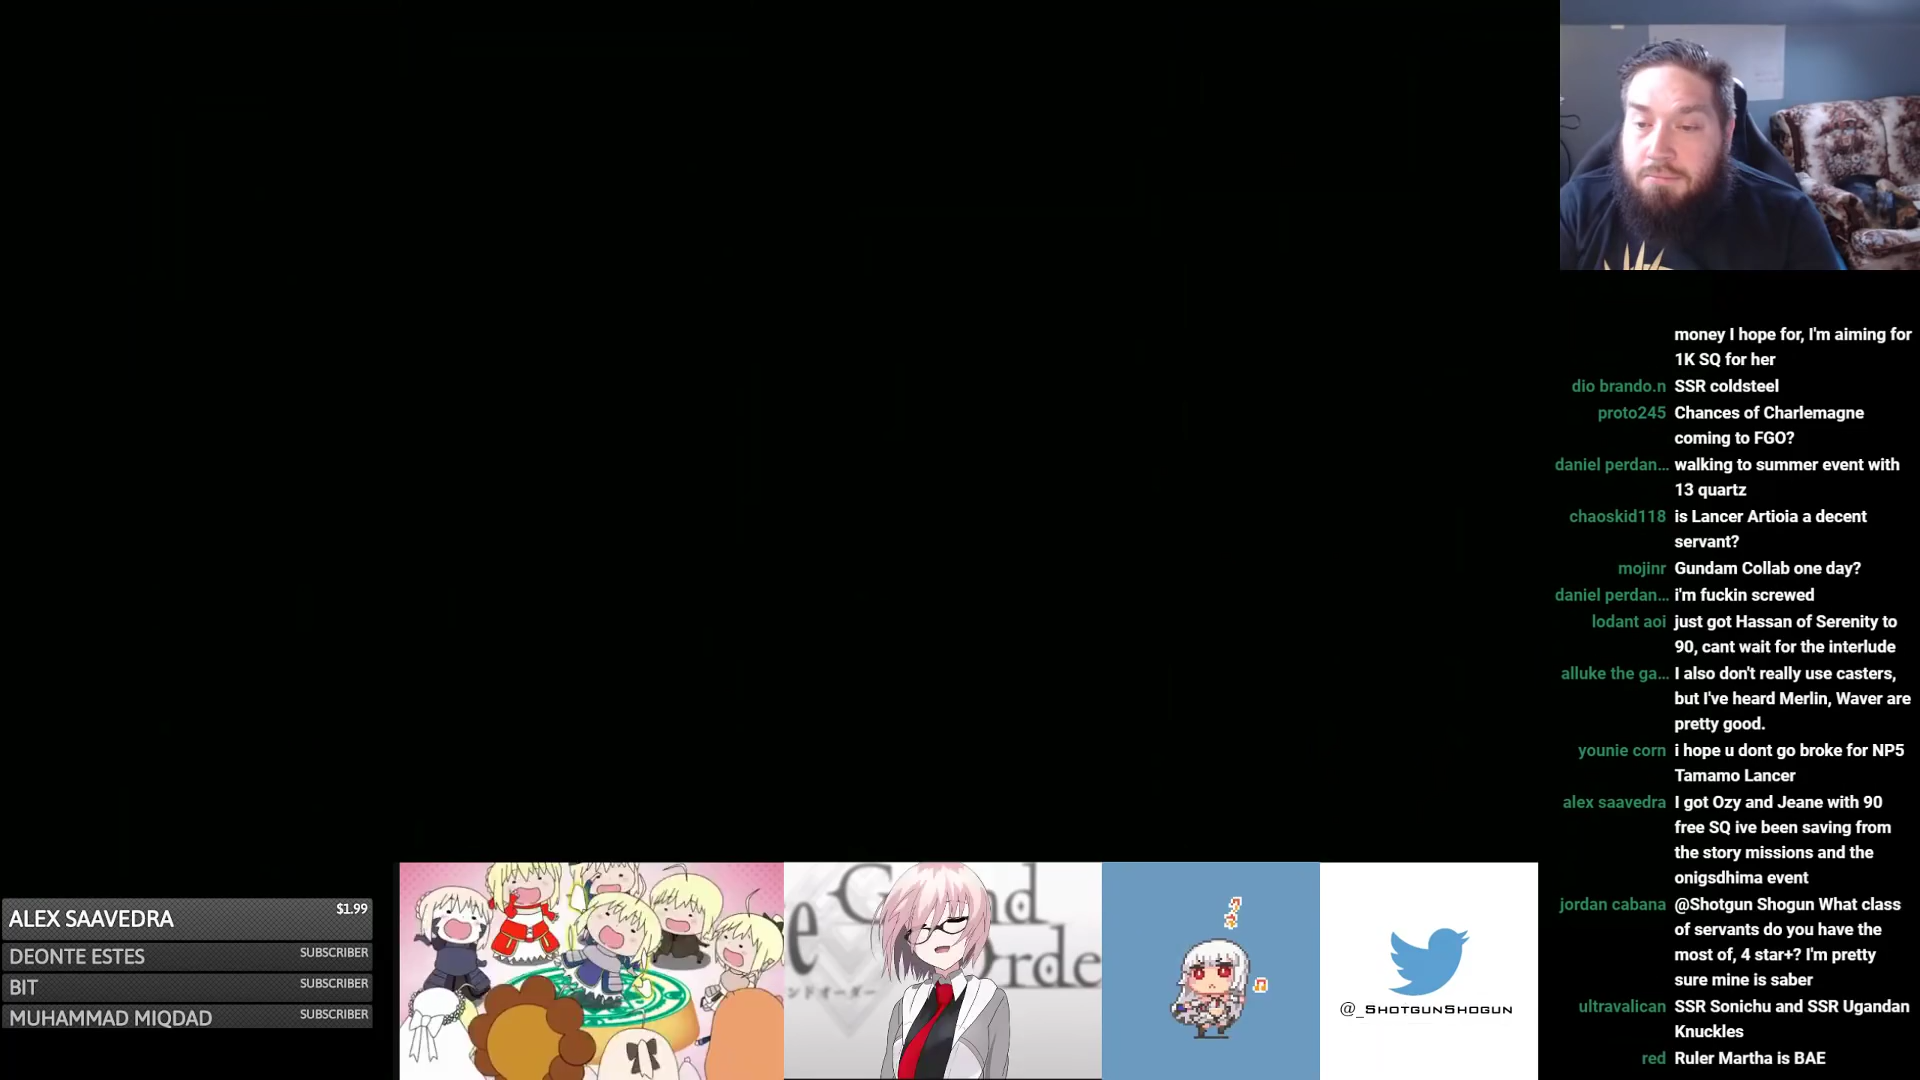 money I hope for, I'm aiming for
1K SQ for her
dio brando.n SSR coldsteel
proto245 Chances of Charlemagne
coming to FGO?
daniel perdan... walking to summer event with
13 quartz
chaoskid118 is Lancer Artioia a decent
servant?
mojinr Gundam Collab one day?
daniel perdan... i'm fuckin screwed
lodant aoi just got Hassan of Serenity to
90, cant wait for the interlude
alluke the ga... I also don't really use casters,
but I've heard Merlin, Waver are
pretty good.
younie corn i hope u dont go broke for NP5
Tamamo Lancer
alex saavedra I got Ozy and Jeane with 90
free SQ ive been saving from
the story missions and the
onigsdhima event
jordan cabana @Shotgun Shogun What class
of servants do you have the
most of, 4 star+? I'm pretty
sure mine is saber
ultravalican SSR Sonichu and SSR Ugandan
Knuckles
red Ruler Martha is BAE
ALEX SAAVEDRA $1.99
DEONTE ESTES SUBSCRIBER
BIT SUBSCRIBER
MUHAMMAD MIQDAD SUBSCRIBER
@_ShotgunShogun